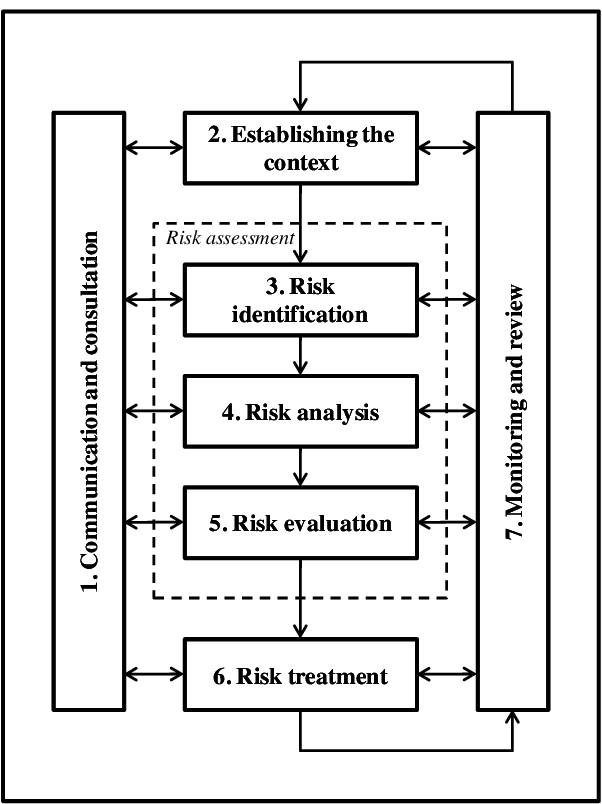 2. Establishing the
context
Risk assessment
3. Risk
identification
4. Risk analysis
5. Risk evaluation
6. Risk treatment
1. Communication and consultation
7. Monitoring and review